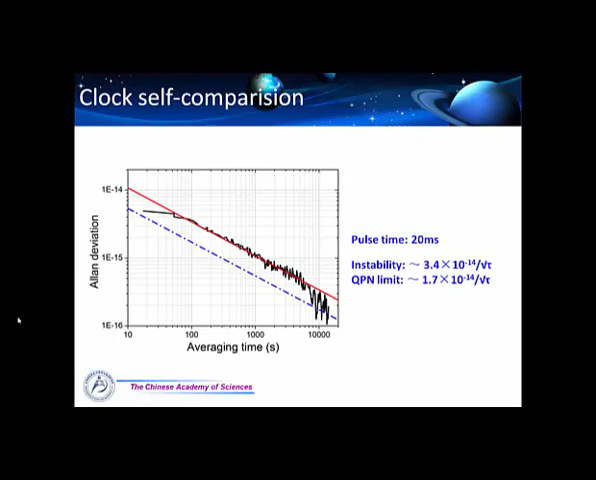 Clock self-comparision
1E-14
1E-15
1E-16
Allan deviation
10
100
1000
10000
Averaging time (s)
Pulse time: 20ms
Instability: ～ 3.4×10⁻¹⁴/√τ
QPN limit: ～ 1.7×10⁻¹⁴/√τ
The Chinese Academy of Sciences